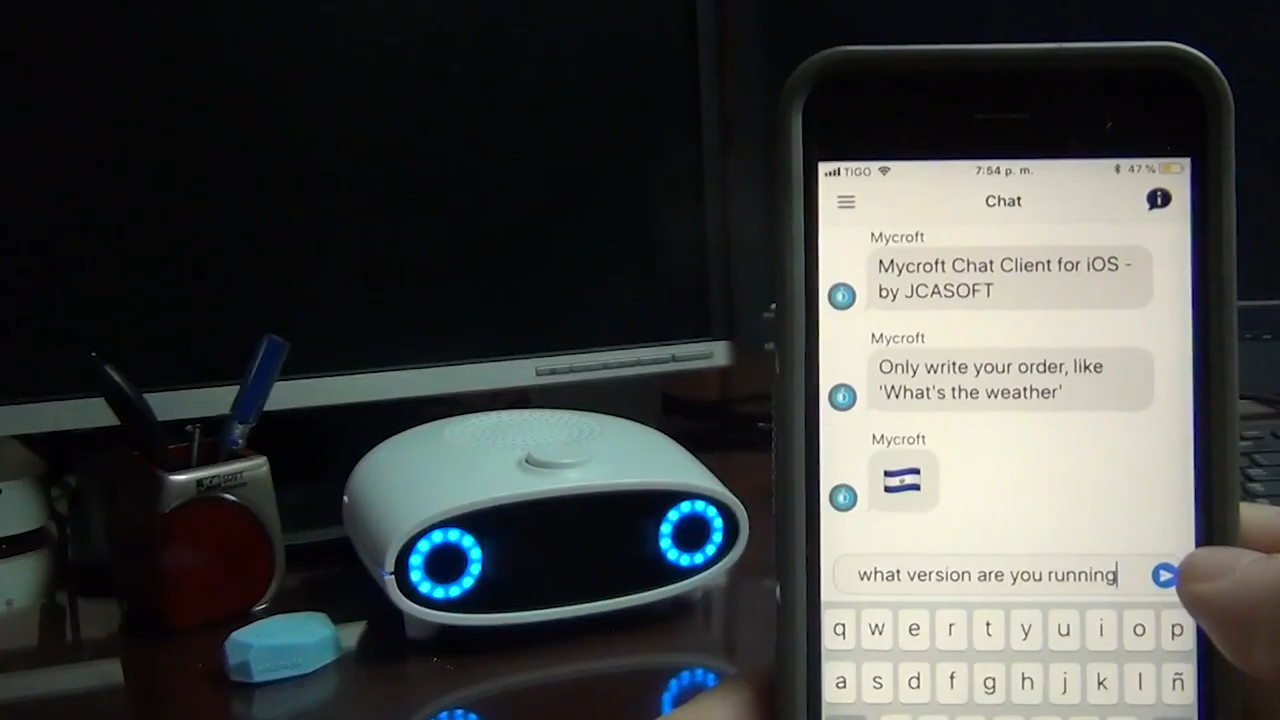 TIGO
7:54 p. m.
47 %
Chat
Mycroft
Mycroft Chat Client for iOS -
by JCASOFT
Mycroft
Only write your order, like
'What's the weather'
Mycroft
what version are you running
q w e r t y u i o p
a s d f g h j k l ñ
JCASOFT